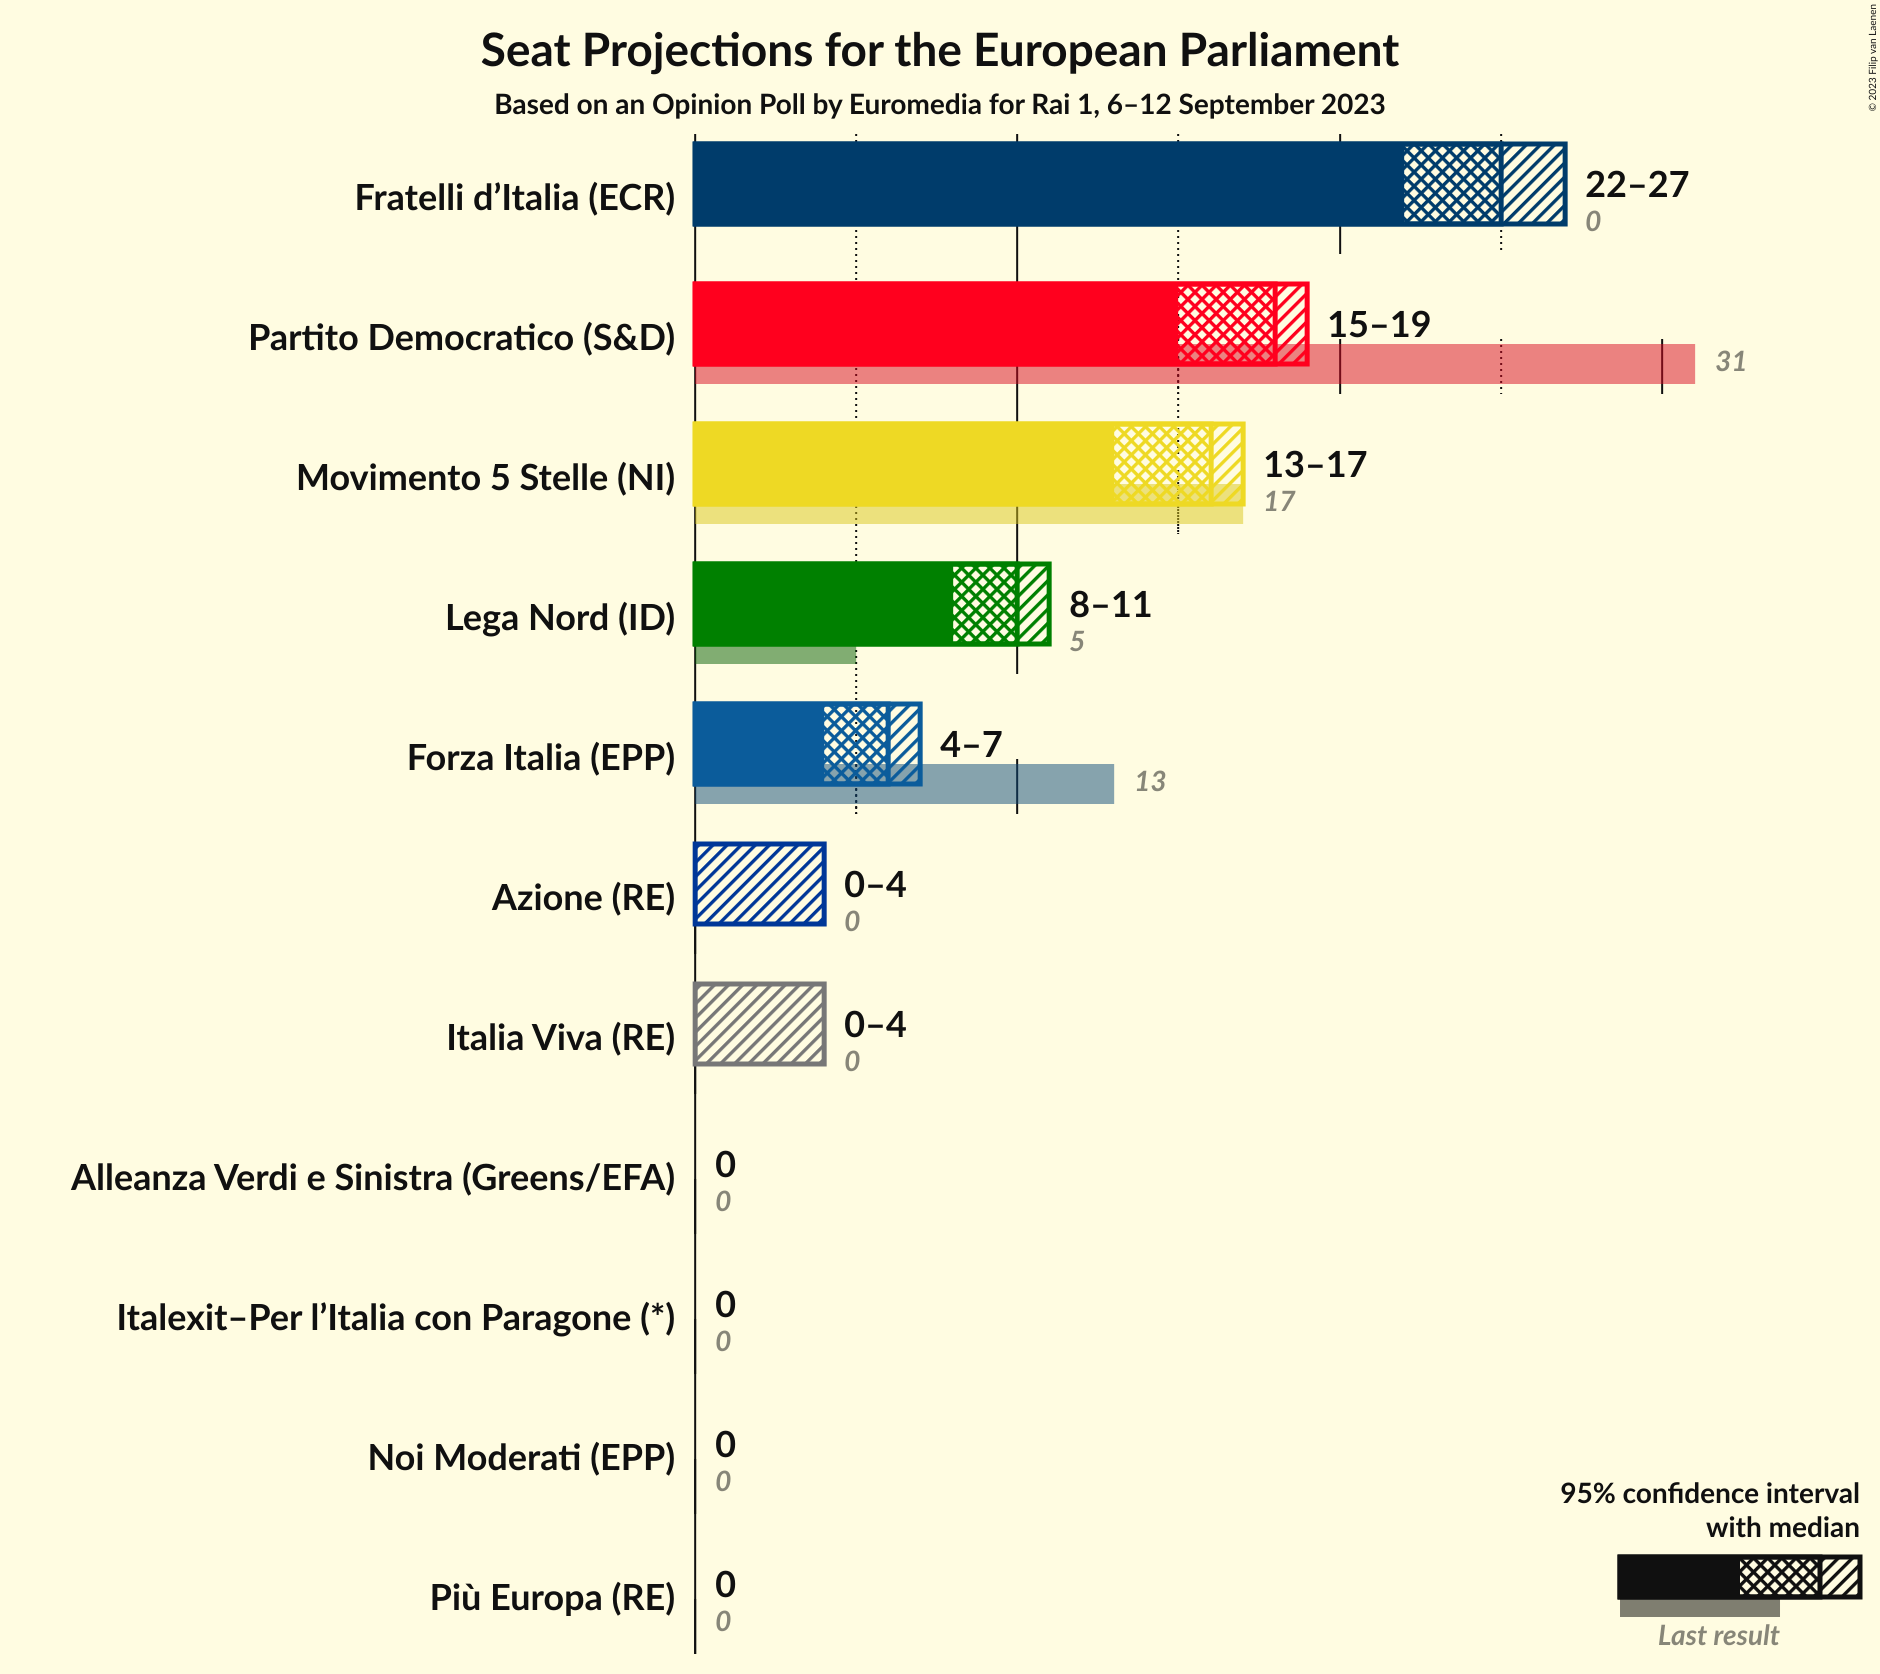 Seat Projections for the European Parliament
Based on an Opinion Poll by Euromedia for Rai 1, 6–12 September 2023
© 2023 Filip van Laenen
Fratelli d’Italia (ECR)
22–27
0
Partito Democratico (S&D)
15–19
31
Movimento 5 Stelle (NI)
13–17
17
Lega Nord (ID)
8–11
5
Forza Italia (EPP)
4–7
13
Azione (RE)
0–4
0
Italia Viva (RE)
0–4
0
Alleanza Verdi e Sinistra (Greens/EFA)
0
0
Italexit–Per l’Italia con Paragone (*)
0
0
Noi Moderati (EPP)
0
0
Più Europa (RE)
0
0
95% confidence interval
with median
Last result